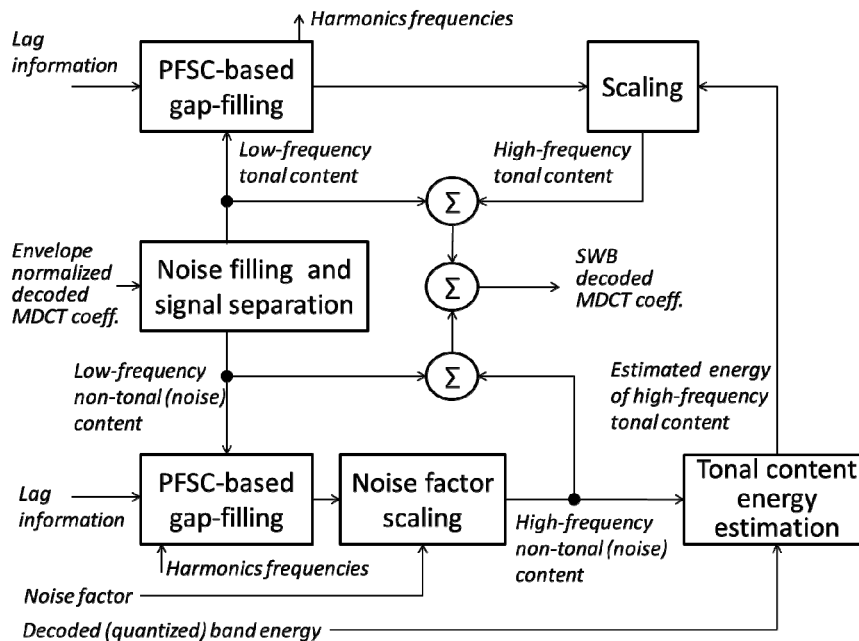 Harmonics frequencies
Lag
information
PFSC-based
gap-filling
Scaling
Low-frequency
tonal content
High-frequency
tonal content
Σ
Envelope
normalized
decoded
MDCT coeff.
Noise filling and
signal separation
Σ
SWB
decoded
MDCT coeff.
Low-frequency
non-tonal (noise)
content
Σ
Estimated energy
of high-frequency
tonal content
Lag
information
PFSC-based
gap-filling
Noise factor
scaling
High-frequency
non-tonal (noise)
content
Tonal content
energy
estimation
Harmonics frequencies
Noise factor
Decoded (quantized) band energy